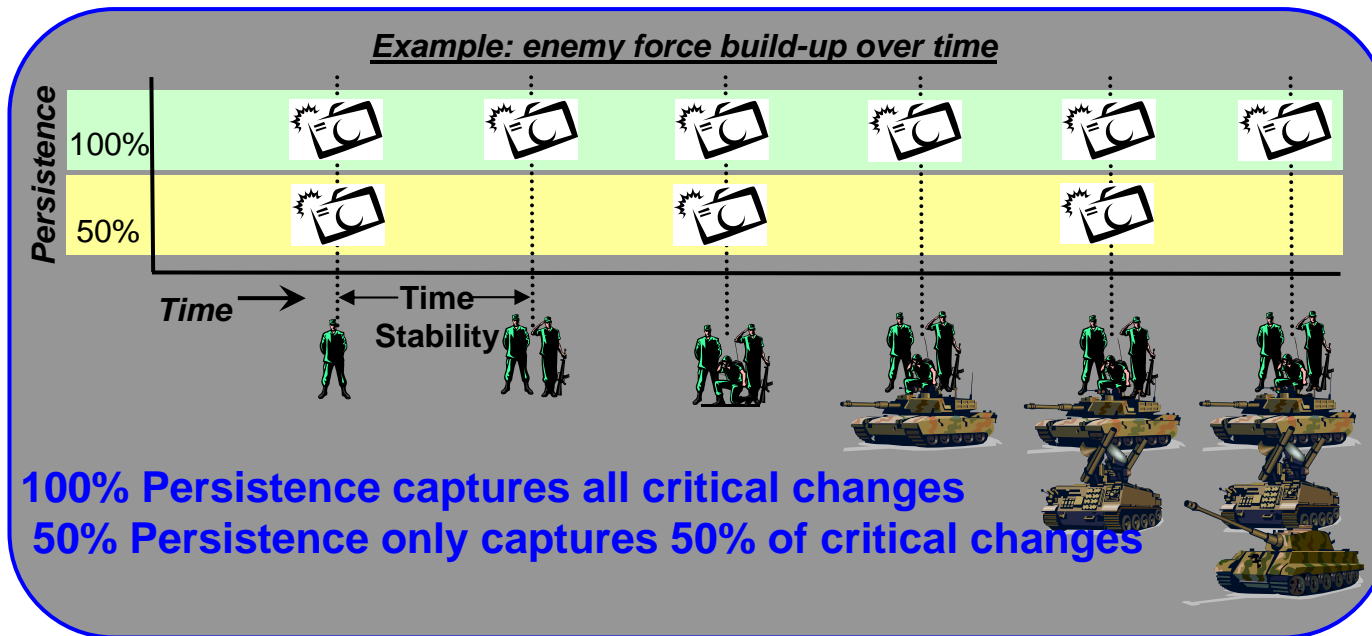 Example: enemy force build-up over time
Persistence
100%
50%
Time
Time
Stability
100% Persistence captures all critical changes
50% Persistence only captures 50% of critical changes